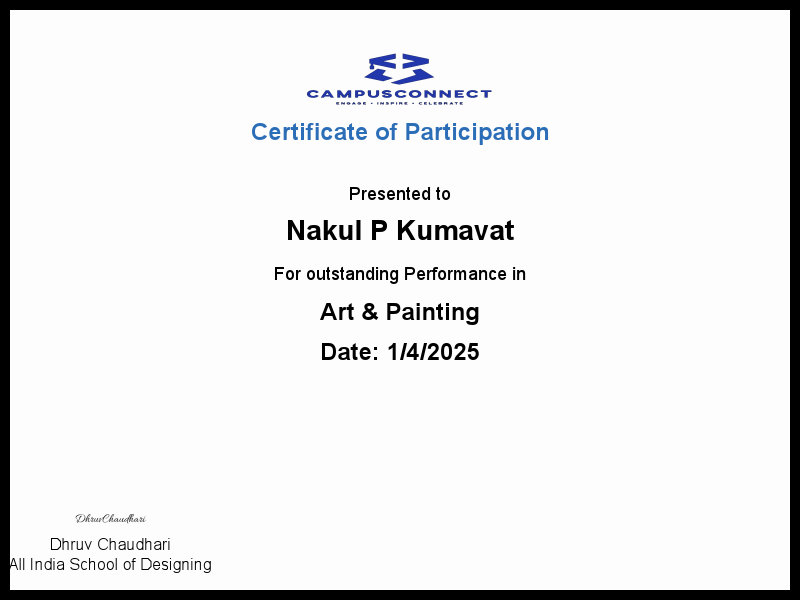 CAMPUSCONNECT
ENGAGE • INSPIRE • CELEBRATE
Certificate of Participation
Presented to
Nakul P Kumavat
For outstanding Performance in
Art & Painting
Date: 1/4/2025
DhruvChaudhari
Dhruv Chaudhari
All India School of Designing